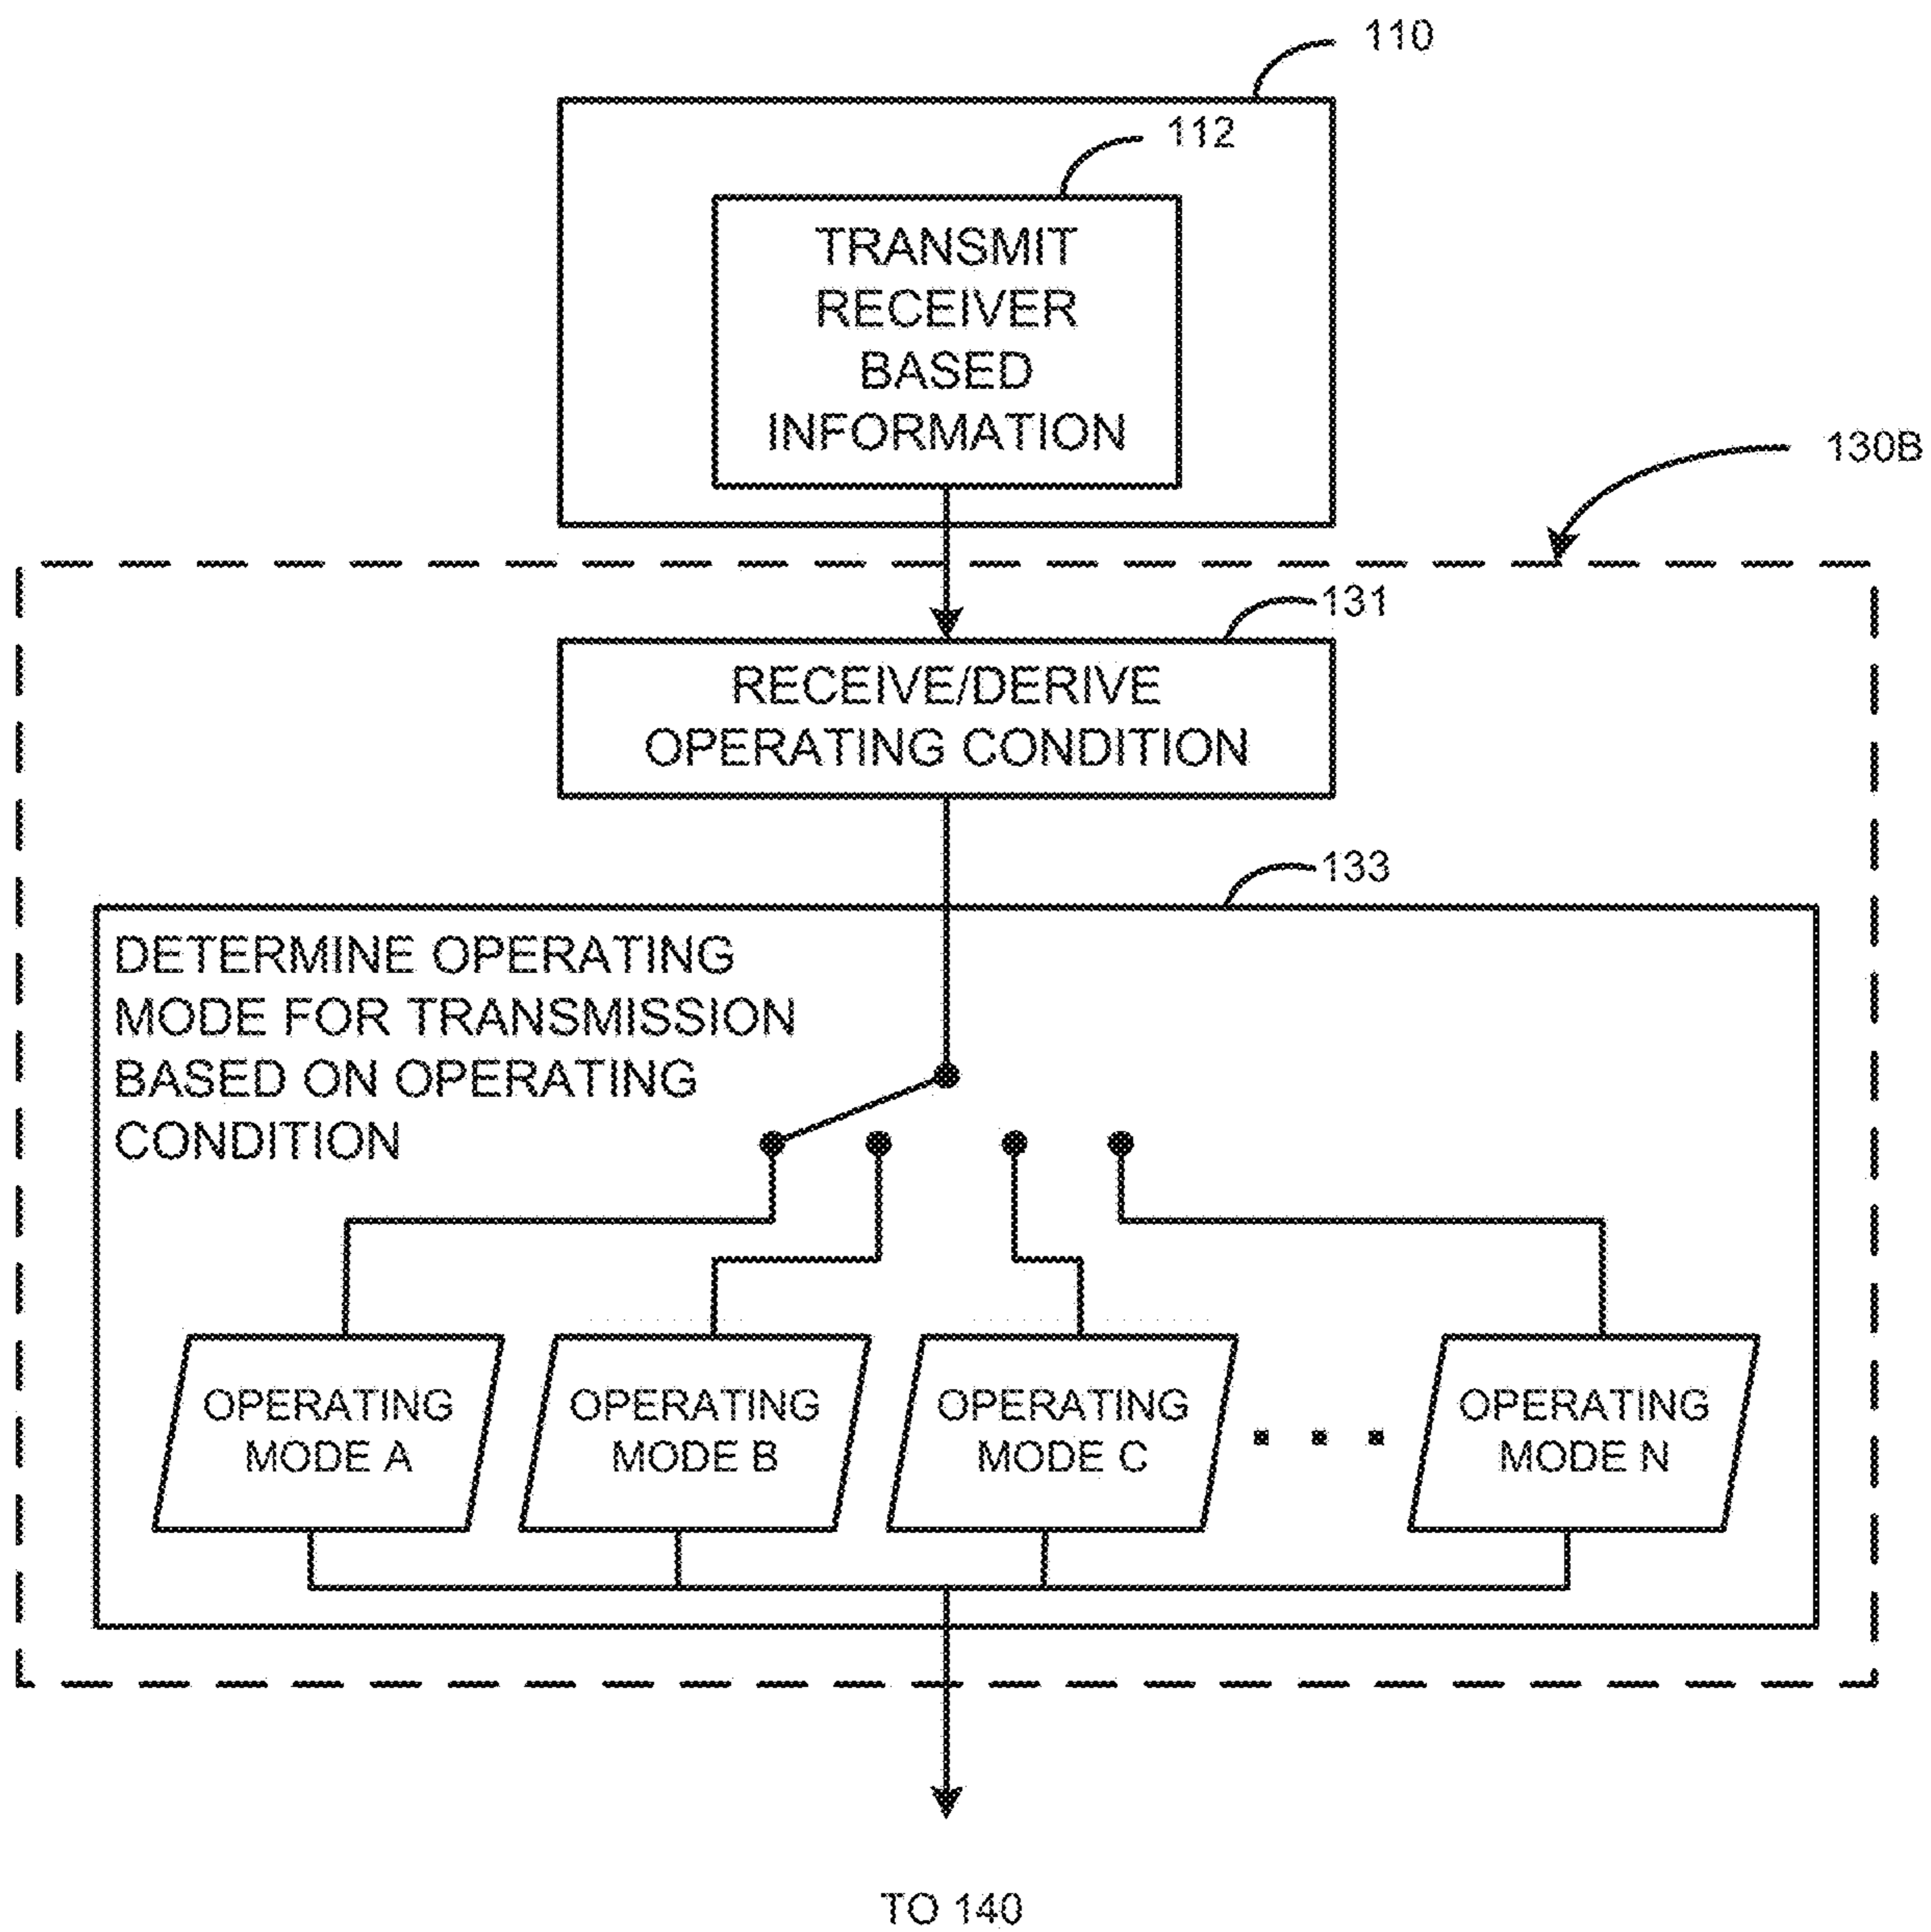 110
112
TRANSMIT
RECEIVER
BASED
INFORMATION
130B
131
RECEIVE/DERIVE
OPERATING CONDITION
133
DETERMINE OPERATING
MODE FOR TRANSMISSION
BASED ON OPERATING
CONDITION
OPERATING
MODE A
OPERATING
MODE B
OPERATING
MODE C
OPERATING
MODE N
TO 140